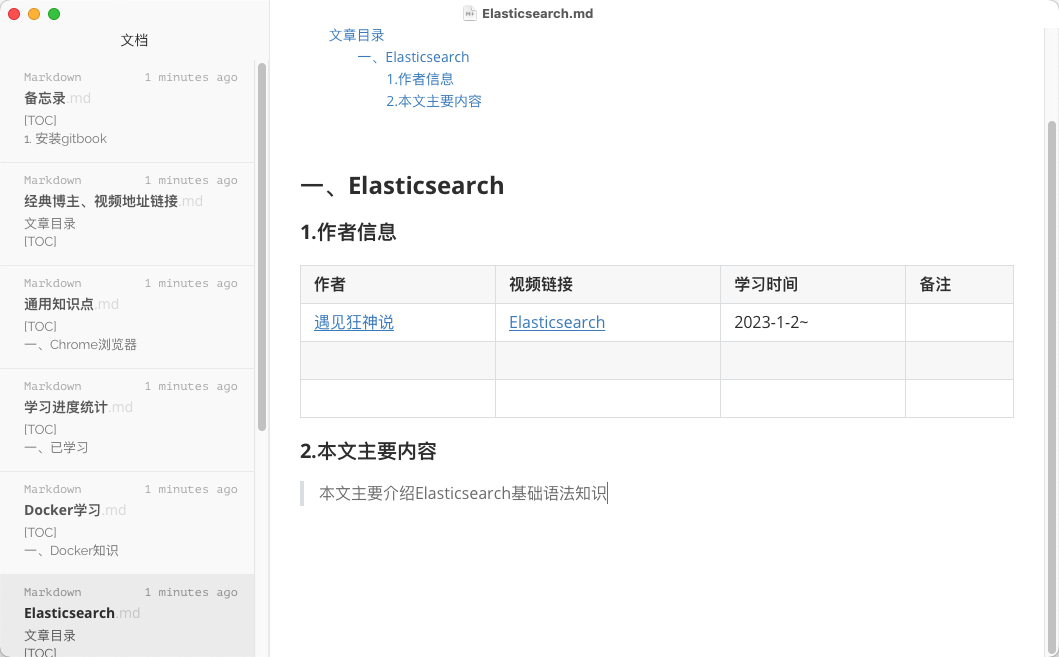 Elasticsearch.md
文档
Markdown 1 minutes ago
备忘录.md
[TOC]
1. 安装gitbook
Markdown 1 minutes ago
经典博主、视频地址链接.md
文章目录
[TOC]
Markdown 1 minutes ago
通用知识点.md
[TOC]
一、Chrome浏览器
Markdown 1 minutes ago
学习进度统计.md
[TOC]
一、已学习
Markdown 1 minutes ago
Docker学习.md
[TOC]
一、Docker知识
Markdown 1 minutes ago
Elasticsearch.md
文章目录
[TOC]
文章目录
一、Elasticsearch
1.作者信息
2.本文主要内容
一、Elasticsearch
1.作者信息
作者 视频链接 学习时间 备注
遇见狂神说 Elasticsearch 2023-1-2~
2.本文主要内容
本文主要介绍Elasticsearch基础语法知识